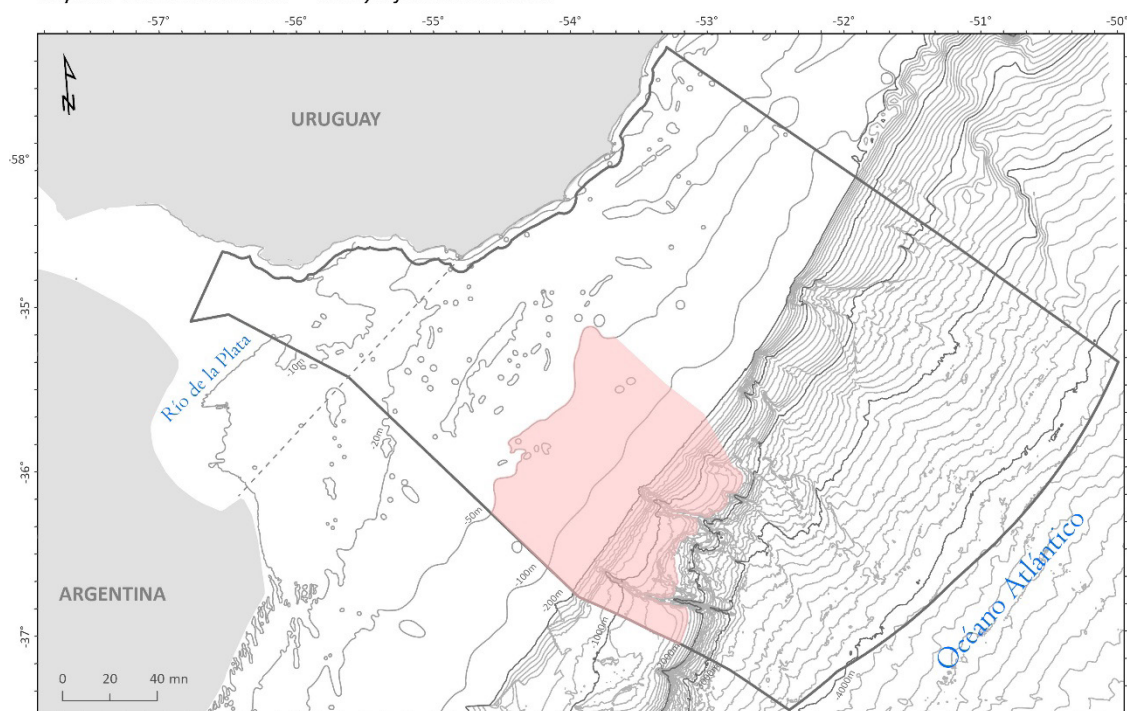 -57° -56° -55° -54° -53° -52° -51° -50°
N
URUGUAY
-58°
-35°
Río de la Plata
-10m
-20m
-36°
-50m
Océano Atlántico
-100m
ARGENTINA
-200m
-37°
-1000m
-4000m
0 20 40 mn